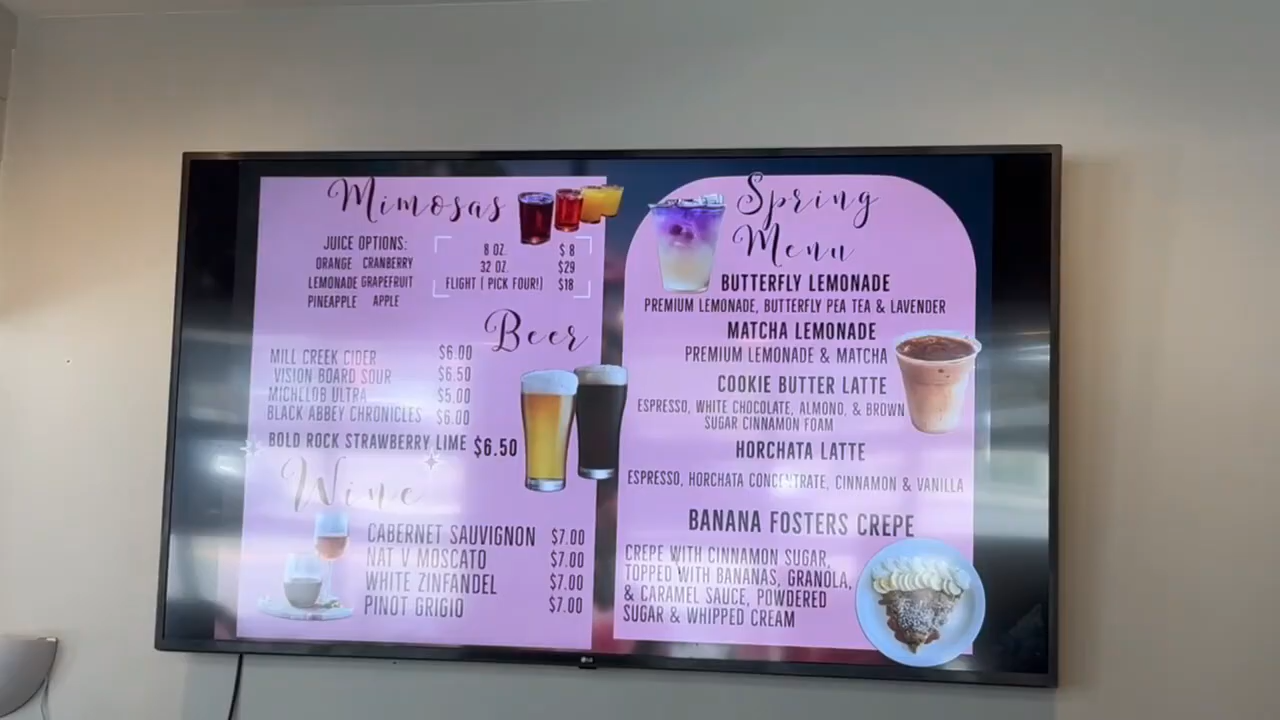 Mimosas
JUICE OPTIONS:
ORANGE CRANBERRY
LEMONADE GRAPEFRUIT
PINEAPPLE APPLE
8 OZ. $8
32 OZ. $29
FLIGHT ( PICK FOUR!) $18
Beer
MILL CREEK CIDER $6.00
VISION BOARD SOUR $6.50
MICHELOB ULTRA $5.00
BLACK ABBEY CHRONICLES $6.00
BOLD ROCK STRAWBERRY LIME $6.50
Wine
CABERNET SAUVIGNON $7.00
NAT V MOSCATO $7.00
WHITE ZINFANDEL $7.00
PINOT GRIGIO $7.00
Spring
Menu
BUTTERFLY LEMONADE
PREMIUM LEMONADE, BUTTERFLY PEA TEA & LAVENDER
MATCHA LEMONADE
PREMIUM LEMONADE & MATCHA
COOKIE BUTTER LATTE
ESPRESSO, WHITE CHOCOLATE, ALMOND, & BROWN
SUGAR CINNAMON FOAM
HORCHATA LATTE
ESPRESSO, HORCHATA CONCENTRATE, CINNAMON & VANILLA
BANANA FOSTERS CREPE
CREPE WITH CINNAMON SUGAR,
TOPPED WITH BANANAS, GRANOLA,
& CARAMEL SAUCE, POWDERED
SUGAR & WHIPPED CREAM
LG